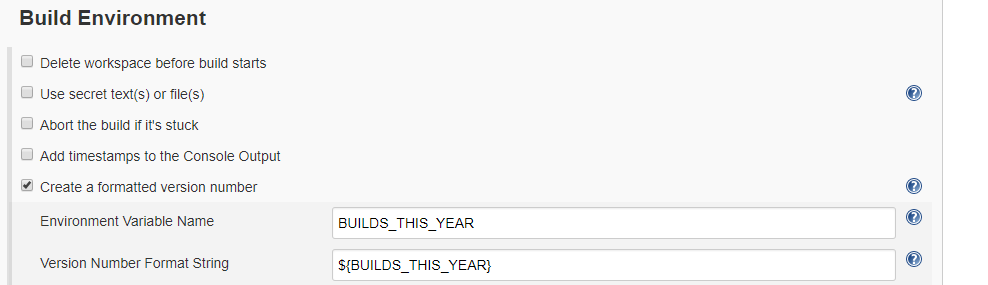 Build Environment
Delete workspace before build starts
Use secret text(s) or file(s)
Abort the build if it's stuck
Add timestamps to the Console Output
Create a formatted version number
Environment Variable Name BUILDS_THIS_YEAR
Version Number Format String ${BUILDS_THIS_YEAR}